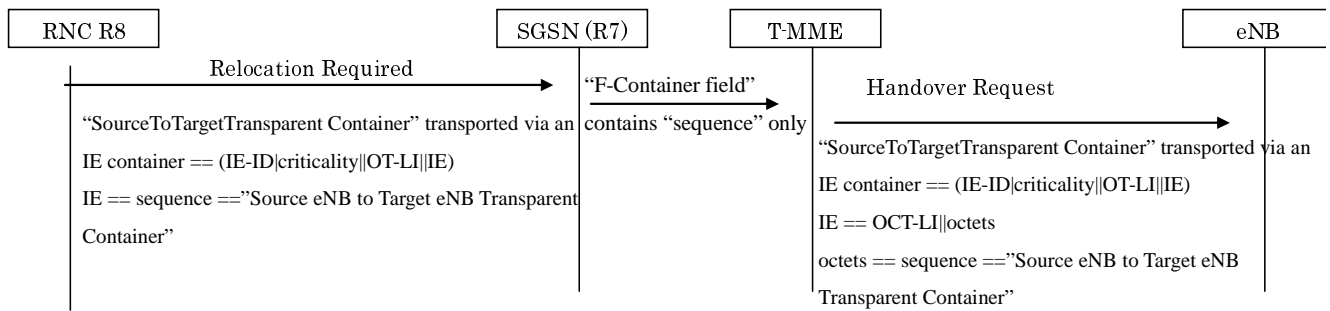 RNC R8
SGSN (R7)
T-MME
eNB
Relocation Required
“F-Container field”
contains “sequence” only
Handover Request
“SourceToTargetTransparent Container” transported via an
IE container == (IE-ID|criticality||OT-LI||IE)
IE == sequence ==”Source eNB to Target eNB Transparent
Container”
“SourceToTargetTransparent Container” transported via an
IE container == (IE-ID|criticality||OT-LI||IE)
IE == OCT-LI||octets
octets == sequence ==”Source eNB to Target eNB
Transparent Container”